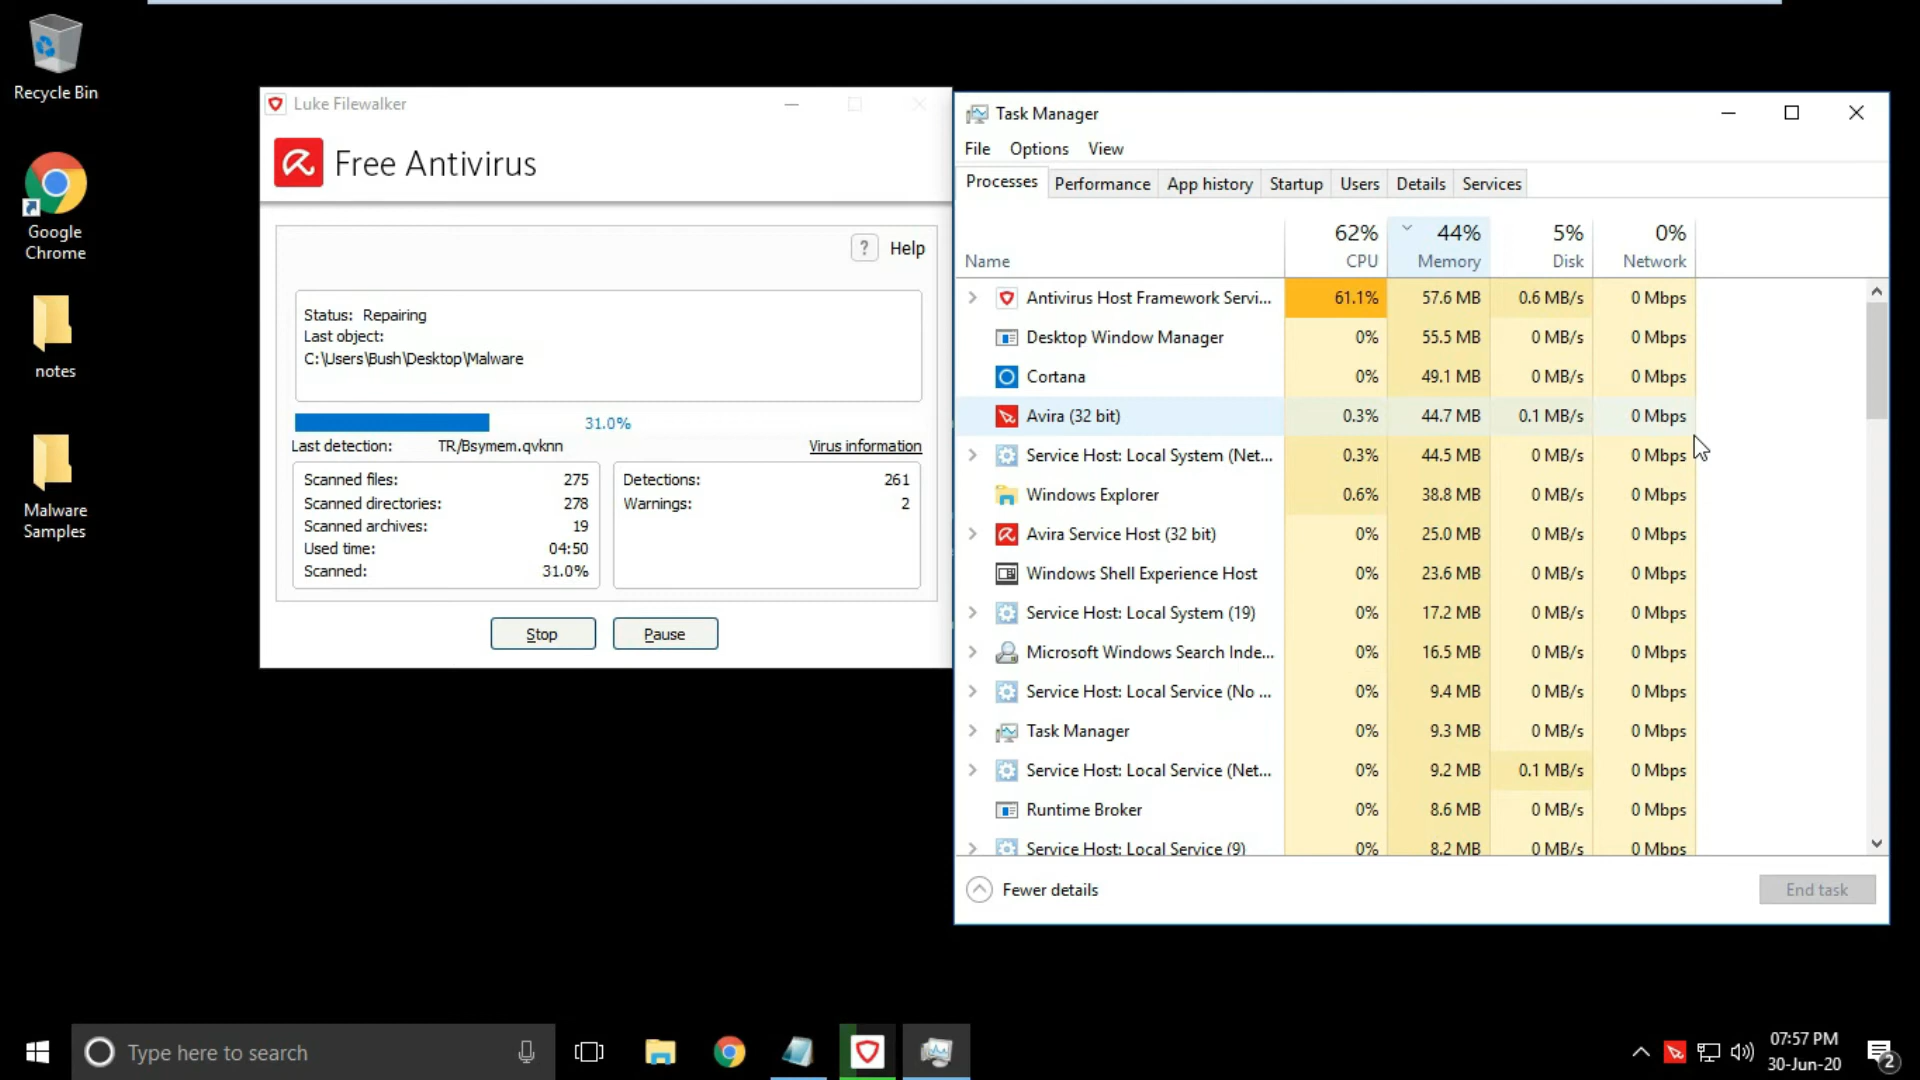 Recycle Bin
Google
Chrome
notes
Malware
Samples
Luke Filewalker
Free Antivirus
? Help
Status: Repairing
Last object:
C:\Users\Bush\Desktop\Malware
31.0%
Last detection: TR/Bsymem.qvknn Virus information
Scanned files: 275
Scanned directories: 278
Scanned archives: 19
Used time: 04:50
Scanned: 31.0%
Detections: 261
Warnings: 2
Stop Pause
Task Manager
File Options View
Processes Performance App history Startup Users Details Services
62% 44% 5% 0%
Name CPU Memory Disk Network
Antivirus Host Framework Servi... 61.1% 57.6 MB 0.6 MB/s 0 Mbps
Desktop Window Manager 0% 55.5 MB 0 MB/s 0 Mbps
Cortana 0% 49.1 MB 0 MB/s 0 Mbps
Avira (32 bit) 0.3% 44.7 MB 0.1 MB/s 0 Mbps
Service Host: Local System (Net... 0.3% 44.5 MB 0 MB/s 0 Mbps
Windows Explorer 0.6% 38.8 MB 0 MB/s 0 Mbps
Avira Service Host (32 bit) 0% 25.0 MB 0 MB/s 0 Mbps
Windows Shell Experience Host 0% 23.6 MB 0 MB/s 0 Mbps
Service Host: Local System (19) 0% 17.2 MB 0 MB/s 0 Mbps
Microsoft Windows Search Inde... 0% 16.5 MB 0 MB/s 0 Mbps
Service Host: Local Service (No ... 0% 9.4 MB 0 MB/s 0 Mbps
Task Manager 0% 9.3 MB 0 MB/s 0 Mbps
Service Host: Local Service (Net... 0% 9.2 MB 0.1 MB/s 0 Mbps
Runtime Broker 0% 8.6 MB 0 MB/s 0 Mbps
Service Host: Local Service (9) 0% 8.2 MB 0 MB/s 0 Mbps
Fewer details End task
Type here to search
07:57 PM
30-Jun-20
2